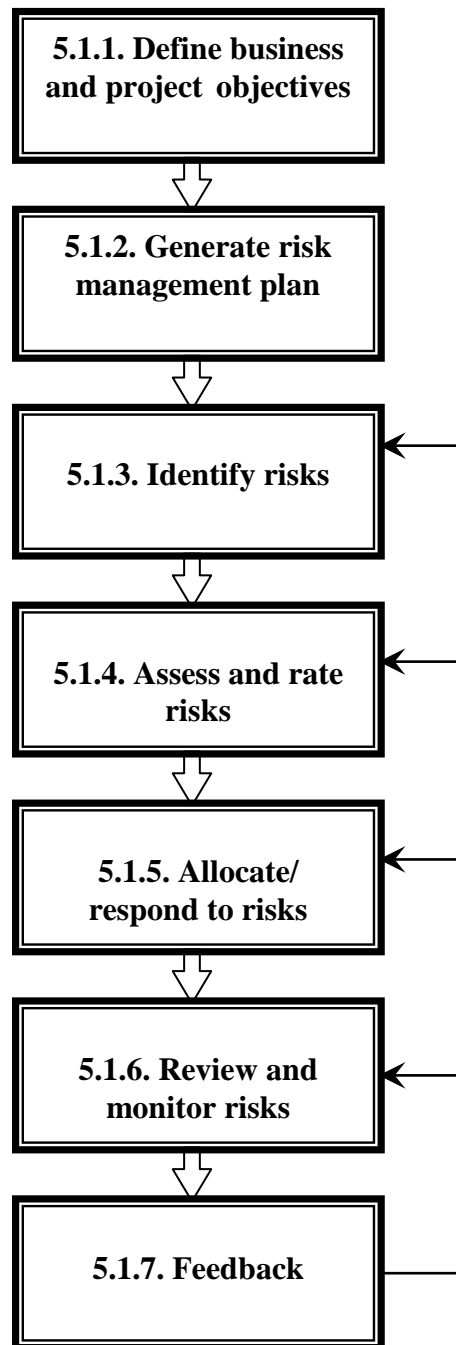 5.1.1. Define business
and project objectives
5.1.2. Generate risk
management plan
5.1.3. Identify risks
5.1.4. Assess and rate
risks
5.1.5. Allocate/
respond to risks
5.1.6. Review and
monitor risks
5.1.7. Feedback